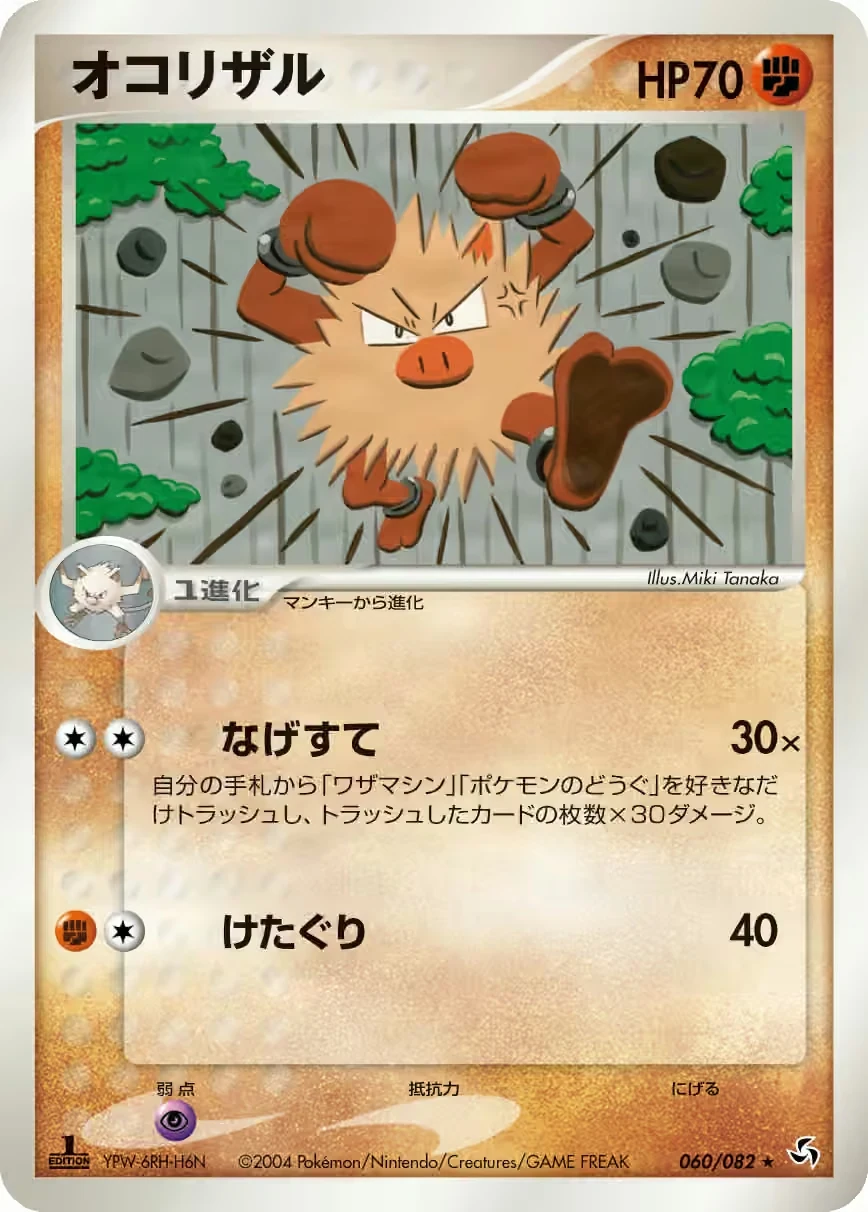 オコリザル
HP70
Illus.Miki Tanaka
1進化
マンキーから進化
なげすて 30×
自分の手札から「ワザマシン」「ポケモンのどうぐ」を好きなだ
けトラッシュし、トラッシュしたカードの枚数×30ダメージ。
けたぐり 40
弱点 抵抗力 にげる
1 EDITION YPW-6RH-H6N ©2004 Pokémon/Nintendo/Creatures/GAME FREAK 060/082 ★